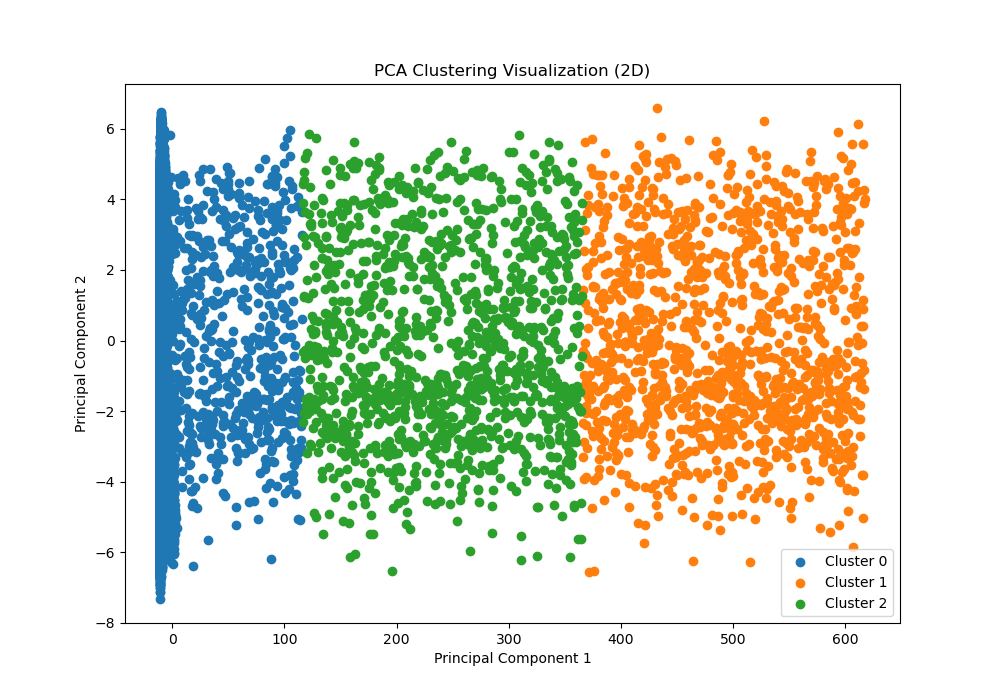 PCA Clustering Visualization (2D)
Principal Component 2
6
4
2
0
−2
−4
−6
−8
0 100 200 300 400 500 600
Principal Component 1
Cluster 0
Cluster 1
Cluster 2